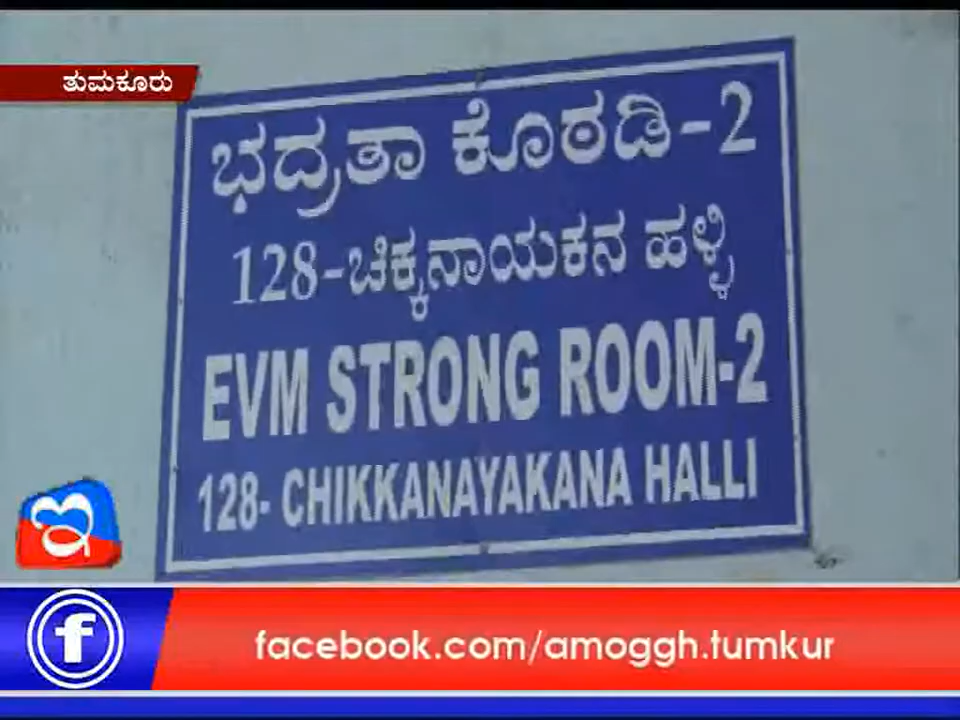 ತುಮಕೂರು
ಭದ್ರತಾ ಕೊಠಡಿ-2
128-ಚಿಕ್ಕನಾಯಕನ ಹಳ್ಳಿ
EVM STRONG ROOM-2
128- CHIKKANAYAKANA HALLI
facebook.com/amoggh.tumkur